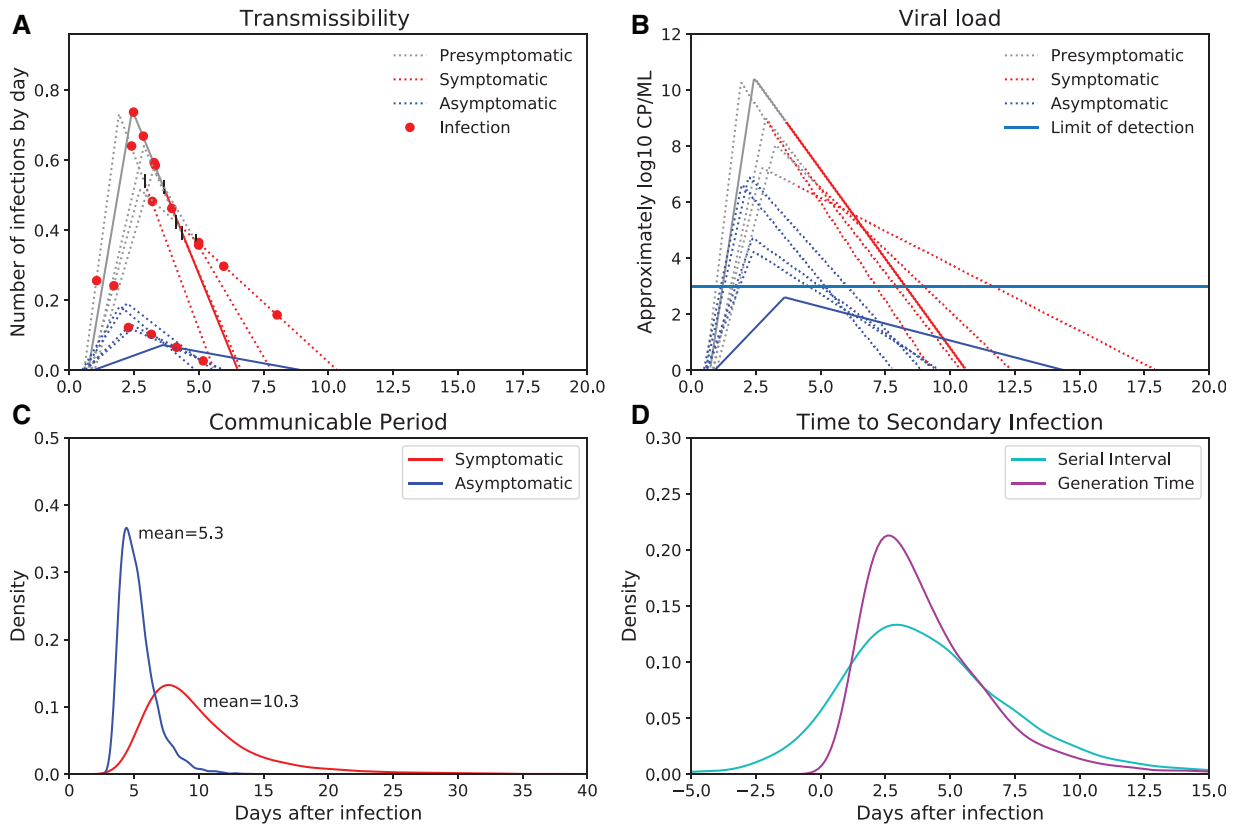 A
Transmissibility
Number of infections by day
0.8
0.6
0.4
0.2
0.0
Presymptomatic
Symptomatic
Asymptomatic
Infection
0.0 2.5 5.0 7.5 10.0 12.5 15.0 17.5 20.0
B
Viral load
Approximately log10 CP/ML
12
10
8
6
4
2
0
Presymptomatic
Symptomatic
Asymptomatic
Limit of detection
0.0 2.5 5.0 7.5 10.0 12.5 15.0 17.5 20.0
C
Communicable Period
Density
0.5
0.4
0.3
0.2
0.1
0.0
Symptomatic
Asymptomatic
mean=5.3
mean=10.3
0 5 10 15 20 25 30 35 40
Days after infection
D
Time to Secondary Infection
Density
0.30
0.25
0.20
0.15
0.10
0.05
0.00
Serial Interval
Generation Time
−5.0 −2.5 0.0 2.5 5.0 7.5 10.0 12.5 15.0
Days after infection